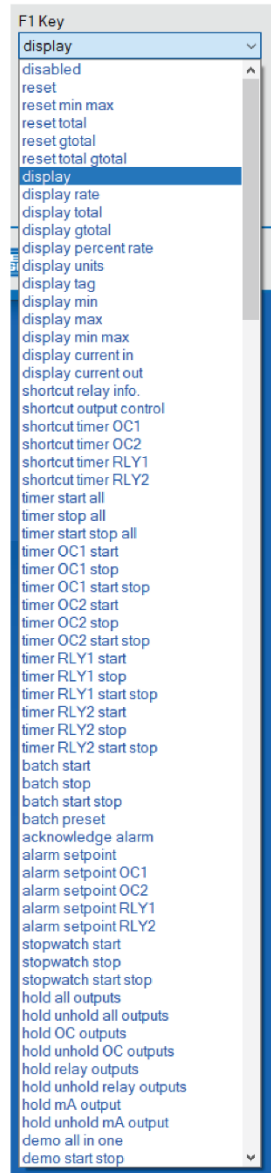 F1 Key
display
disabled
reset
reset min max
reset total
reset gtotal
reset total gtotal
display
display rate
display total
display gtotal
display percent rate
display units
display tag
display min
display max
display min max
display current in
display current out
shortcut relay info.
shortcut output control
shortcut timer OC1
shortcut timer OC2
shortcut timer RLY1
shortcut timer RLY2
timer start all
timer stop all
timer start stop all
timer OC1 start
timer OC1 stop
timer OC1 start stop
timer OC2 start
timer OC2 stop
timer OC2 start stop
timer RLY1 start
timer RLY1 stop
timer RLY1 start stop
timer RLY2 start
timer RLY2 stop
timer RLY2 start stop
batch start
batch stop
batch start stop
batch preset
acknowledge alarm
alarm setpoint
alarm setpoint OC1
alarm setpoint OC2
alarm setpoint RLY1
alarm setpoint RLY2
stopwatch start
stopwatch stop
stopwatch start stop
hold all outputs
hold unhold all outputs
hold OC outputs
hold unhold OC outputs
hold relay outputs
hold unhold relay outputs
hold mA output
hold unhold mA output
demo all in one
demo start stop